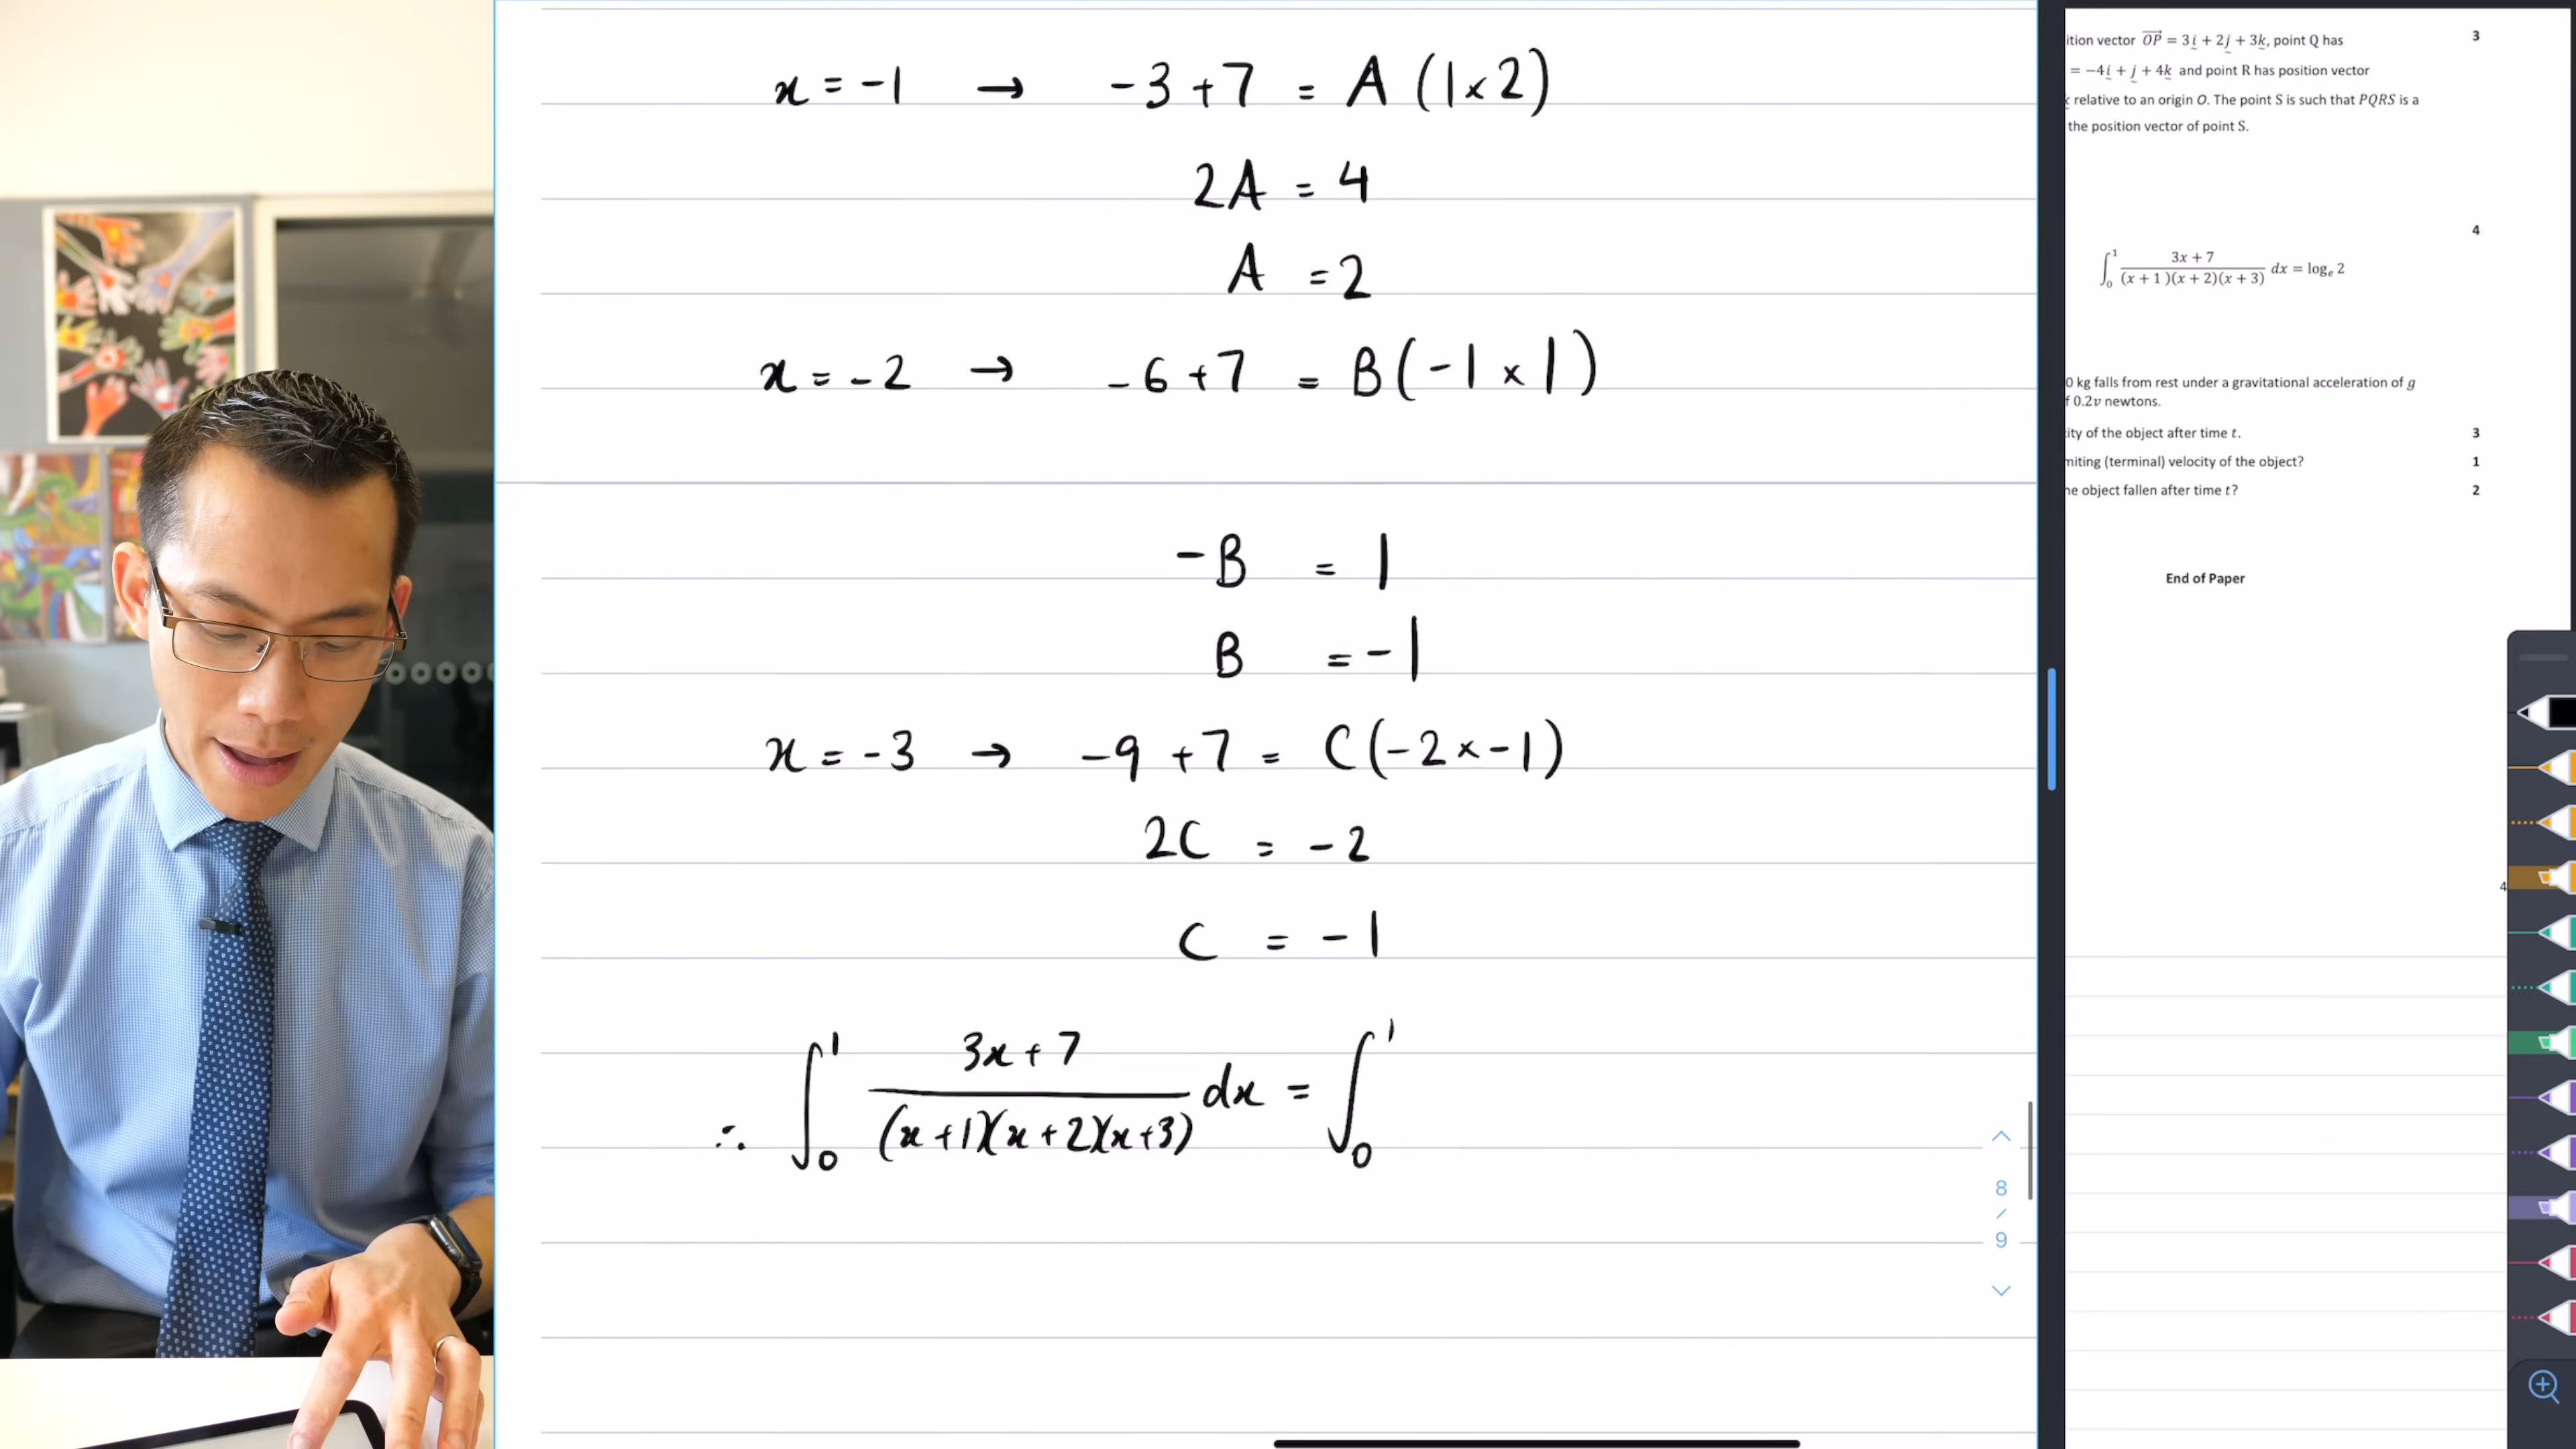 x = -1 → -3 + 7 = A (1 × 2)
2A = 4
A = 2
x = -2 → -6 + 7 = B (-1 × 1)
-B = 1
B = -1
x = -3 → -9 + 7 = C (-2 × -1)
2C = -2
C = -1
∴ ∫₀¹ (3x + 7)/((x + 1)(x + 2)(x + 3)) dx = ∫₀¹
8
/
9
ition vector OP = 3i + 2j + 3k, point Q has 3
= −4i + j + 4k and point R has position vector
relative to an origin O. The point S is such that PQRS is a
the position vector of point S.
4
∫₀¹ (3x + 7)/((x + 1)(x + 2)(x + 3)) dx = logₑ 2
0 kg falls from rest under a gravitational acceleration of g
f 0.2v newtons.
ity of the object after time t. 3
miting (terminal) velocity of the object? 1
he object fallen after time t? 2
End of Paper
4